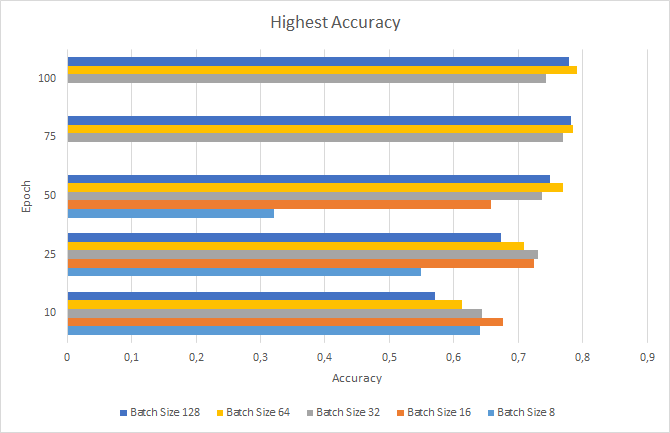 Highest Accuracy
100
75
50
25
10
Epoch
0 0,1 0,2 0,3 0,4 0,5 0,6 0,7 0,8 0,9
Accuracy
Batch Size 128 Batch Size 64 Batch Size 32 Batch Size 16 Batch Size 8